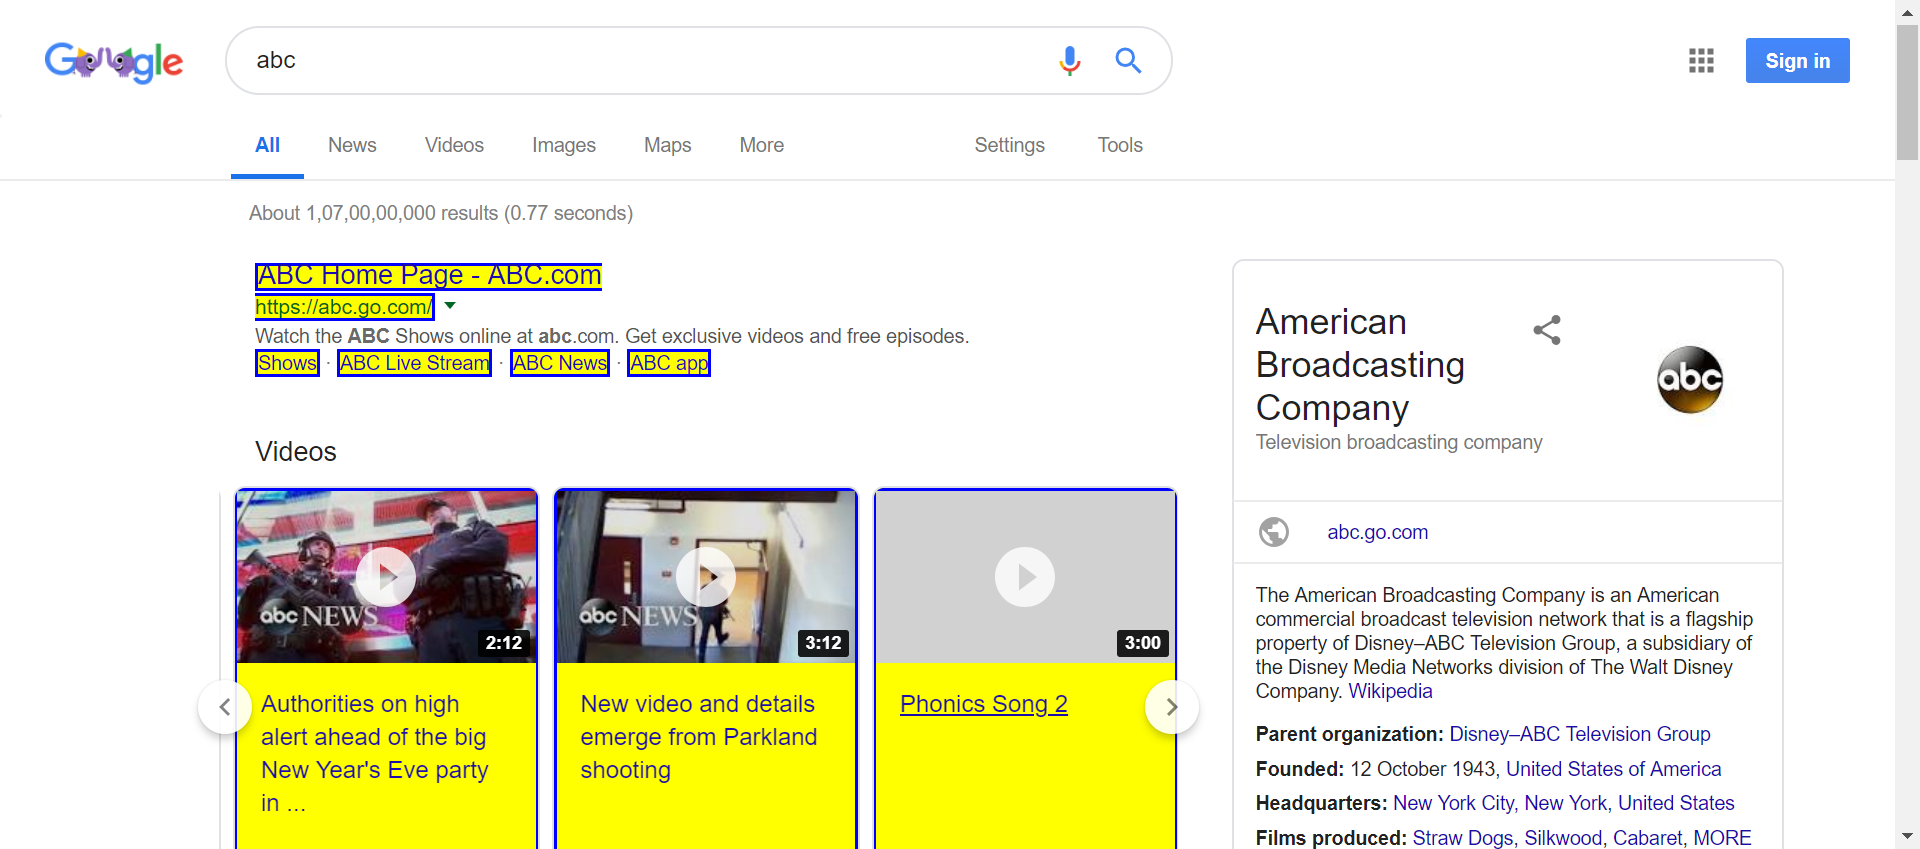 Google
abc
Sign in
All News Videos Images Maps More Settings Tools
About 1,07,00,00,000 results (0.77 seconds)
ABC Home Page - ABC.com
https://abc.go.com/
Watch the ABC Shows online at abc.com. Get exclusive videos and free episodes.
Shows · ABC Live Stream · ABC News · ABC app
Videos
abc NEWS
2:12
Authorities on high
alert ahead of the big
New Year's Eve party
in ...
abc NEWS
3:12
New video and details
emerge from Parkland
shooting
3:00
Phonics Song 2
American
Broadcasting
Company
abc
Television broadcasting company
abc.go.com
The American Broadcasting Company is an American
commercial broadcast television network that is a flagship
property of Disney–ABC Television Group, a subsidiary of
the Disney Media Networks division of The Walt Disney
Company. Wikipedia
Parent organization: Disney–ABC Television Group
Founded: 12 October 1943, United States of America
Headquarters: New York City, New York, United States
Films produced: Straw Dogs, Silkwood, Cabaret, MORE